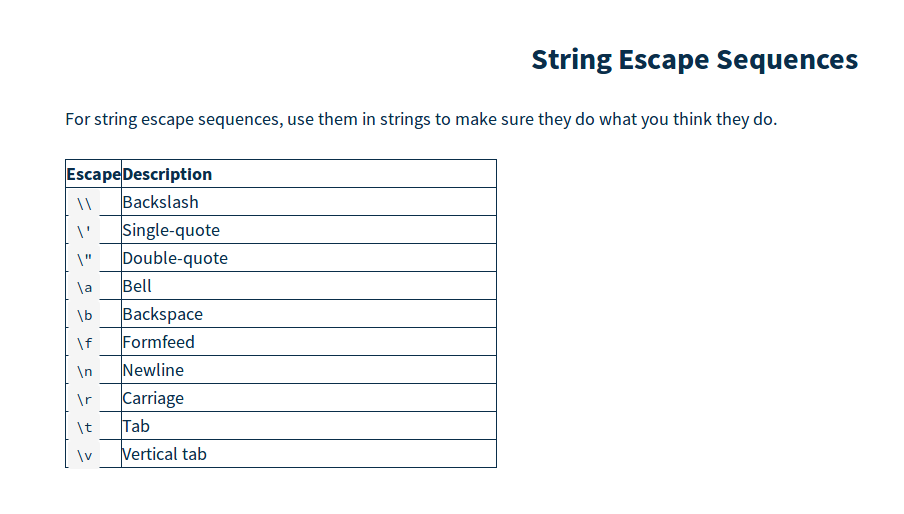 String Escape Sequences
For string escape sequences, use them in strings to make sure they do what you think they do.
Escape Description
\\ Backslash
\' Single-quote
\" Double-quote
\a Bell
\b Backspace
\f Formfeed
\n Newline
\r Carriage
\t Tab
\v Vertical tab